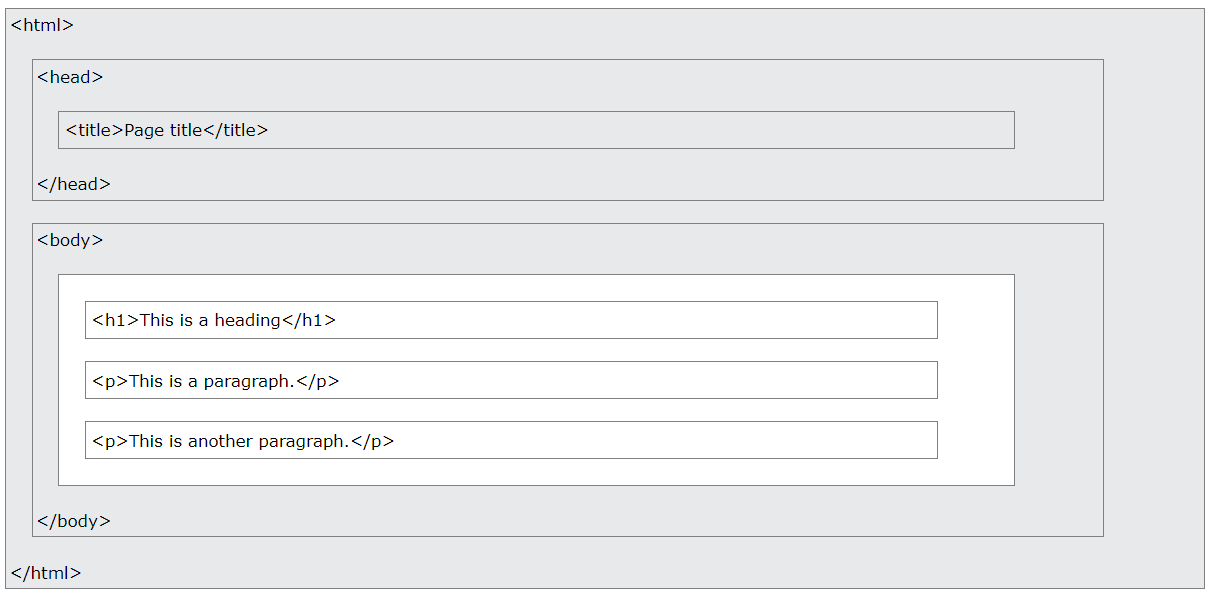 <html>
<head>
<title>Page title</title>
</head>
<body>
<h1>This is a heading</h1>
<p>This is a paragraph.</p>
<p>This is another paragraph.</p>
</body>
</html>